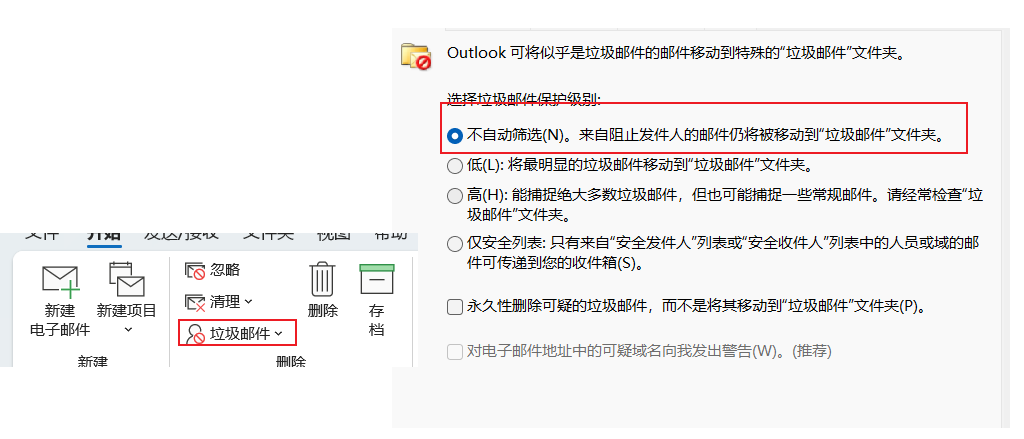 Outlook 可将似乎是垃圾邮件的邮件移动到特殊的“垃圾邮件”文件夹。
选择垃圾邮件保护级别:
不自动筛选(N)。来自阻止发件人的邮件仍将被移动到“垃圾邮件”文件夹。
低(L): 将最明显的垃圾邮件移动到“垃圾邮件”文件夹。
高(H): 能捕捉绝大多数垃圾邮件，但也可能捕捉一些常规邮件。请经常检查“垃
圾邮件”文件夹。
仅安全列表: 只有来自“安全发件人”列表或“安全收件人”列表中的人员或域的邮
件可传递到您的收件箱(S)。
永久性删除可疑的垃圾邮件，而不是将其移动到“垃圾邮件”文件夹(P)。
对电子邮件地址中的可疑域名向我发出警告(W)。(推荐)
文件 开始 发送/接收 文件夹 视图 帮助
新建
电子邮件
新建项目
新建
忽略
清理
垃圾邮件
删除
存
档
删除